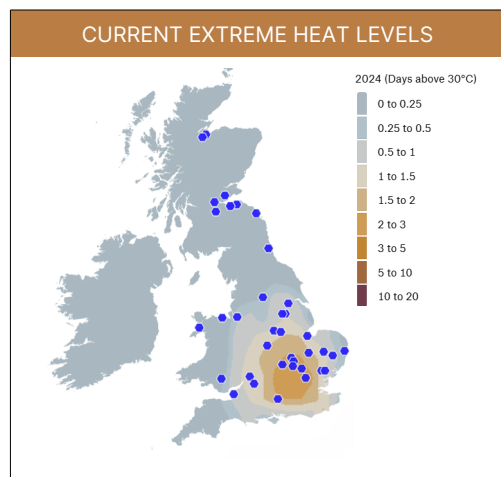 CURRENT EXTREME HEAT LEVELS
2024 (Days above 30°C)
0 to 0.25
0.25 to 0.5
0.5 to 1
1 to 1.5
1.5 to 2
2 to 3
3 to 5
5 to 10
10 to 20